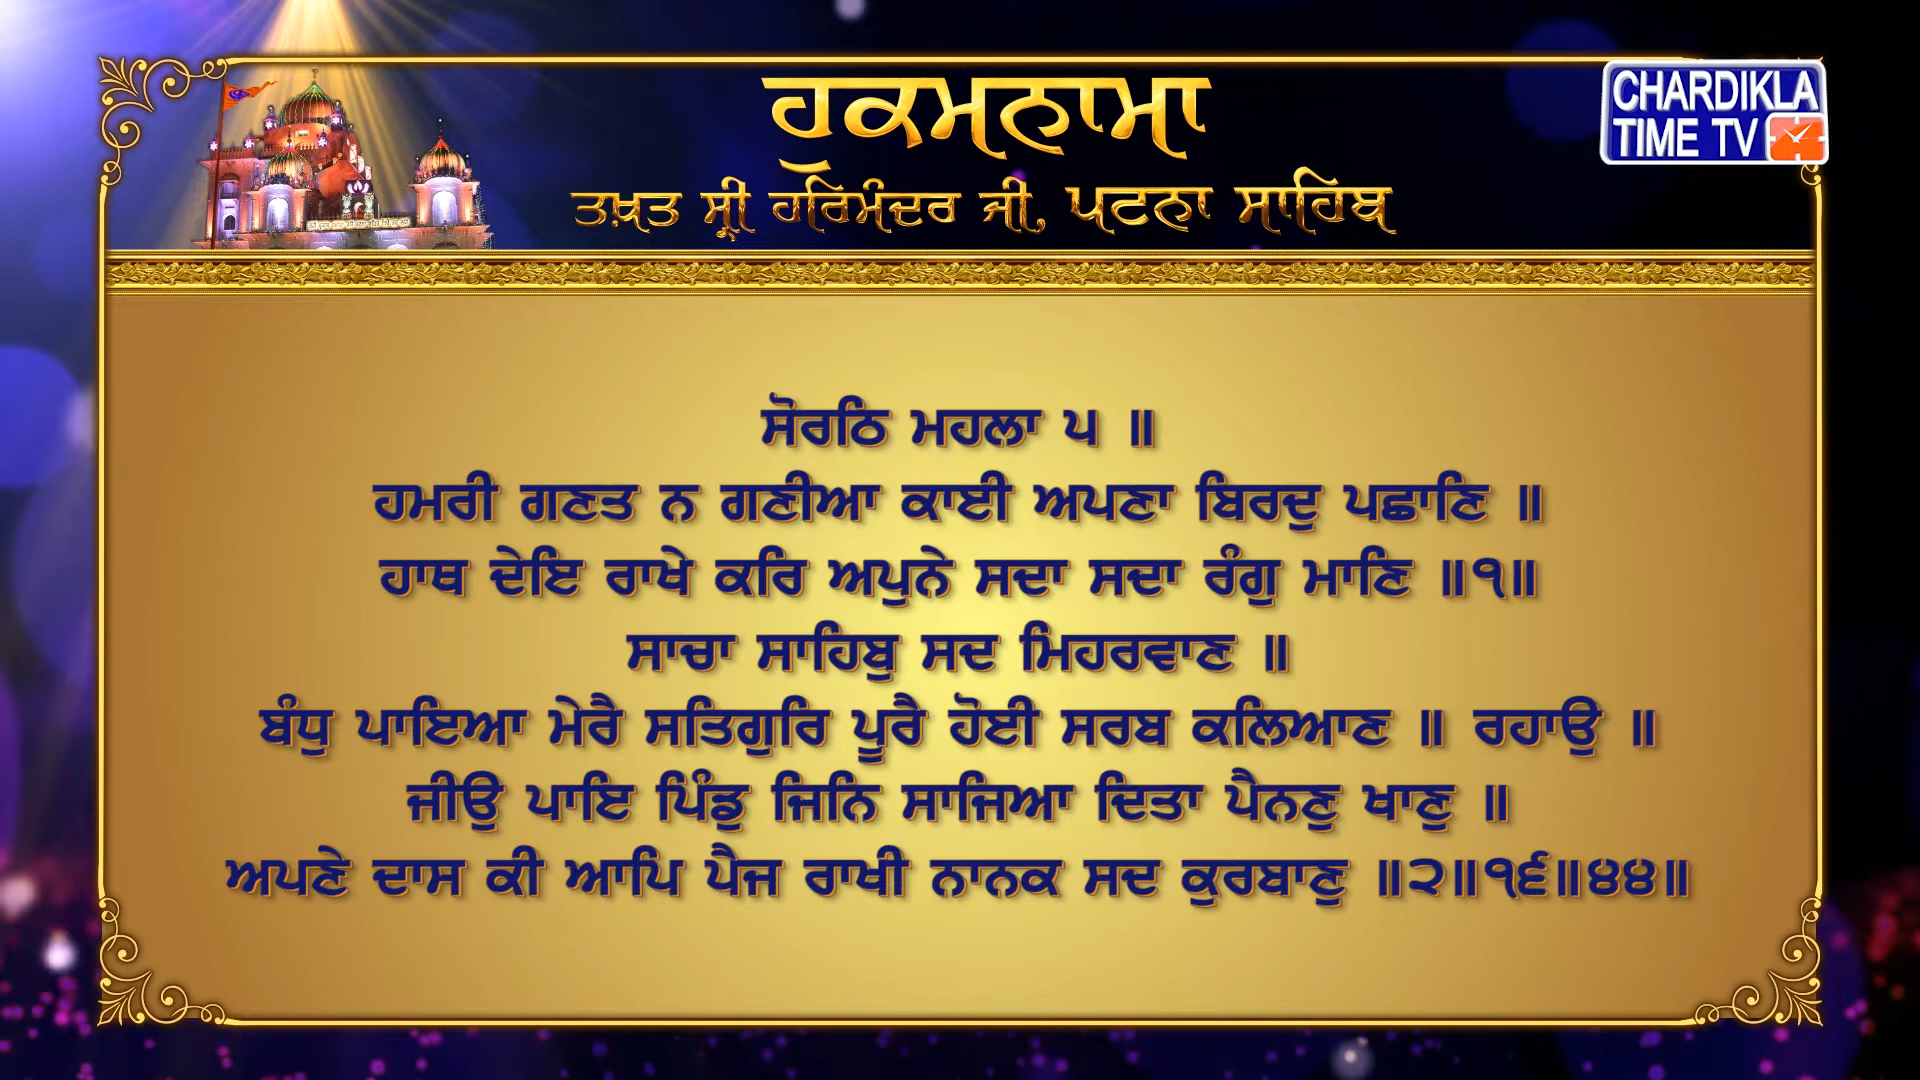 ਹੁਕਮਨਾਮਾ
CHARDIKLA
TIME TV
ਤਖ਼ਤ ਸ੍ਰੀ ਹਰਿਮੰਦਰ ਜੀ, ਪਟਨਾ ਸਾਹਿਬ
ਸੋਰਠਿ ਮਹਲਾ ੫ ॥
ਹਮਰੀ ਗਣਤ ਨ ਗਣੀਆ ਕਾਈ ਅਪਣਾ ਬਿਰਦੁ ਪਛਾਣਿ ॥
ਹਾਥ ਦੇਇ ਰਾਖੇ ਕਰਿ ਅਪੁਨੇ ਸਦਾ ਸਦਾ ਰੰਗੁ ਮਾਣਿ ॥੧॥
ਸਾਚਾ ਸਾਹਿਬੁ ਸਦ ਮਿਹਰਵਾਣ ॥
ਬੰਧੁ ਪਾਇਆ ਮੇਰੈ ਸਤਿਗੁਰਿ ਪੂਰੈ ਹੋਈ ਸਰਬ ਕਲਿਆਣ ॥ ਰਹਾਉ ॥
ਜੀਉ ਪਾਇ ਪਿੰਡੁ ਜਿਨਿ ਸਾਜਿਆ ਦਿਤਾ ਪੈਨਣੁ ਖਾਣੁ ॥
ਅਪਣੇ ਦਾਸ ਕੀ ਆਪਿ ਪੈਜ ਰਾਖੀ ਨਾਨਕ ਸਦ ਕੁਰਬਾਣੁ ॥੨॥੧੬॥੪੪॥